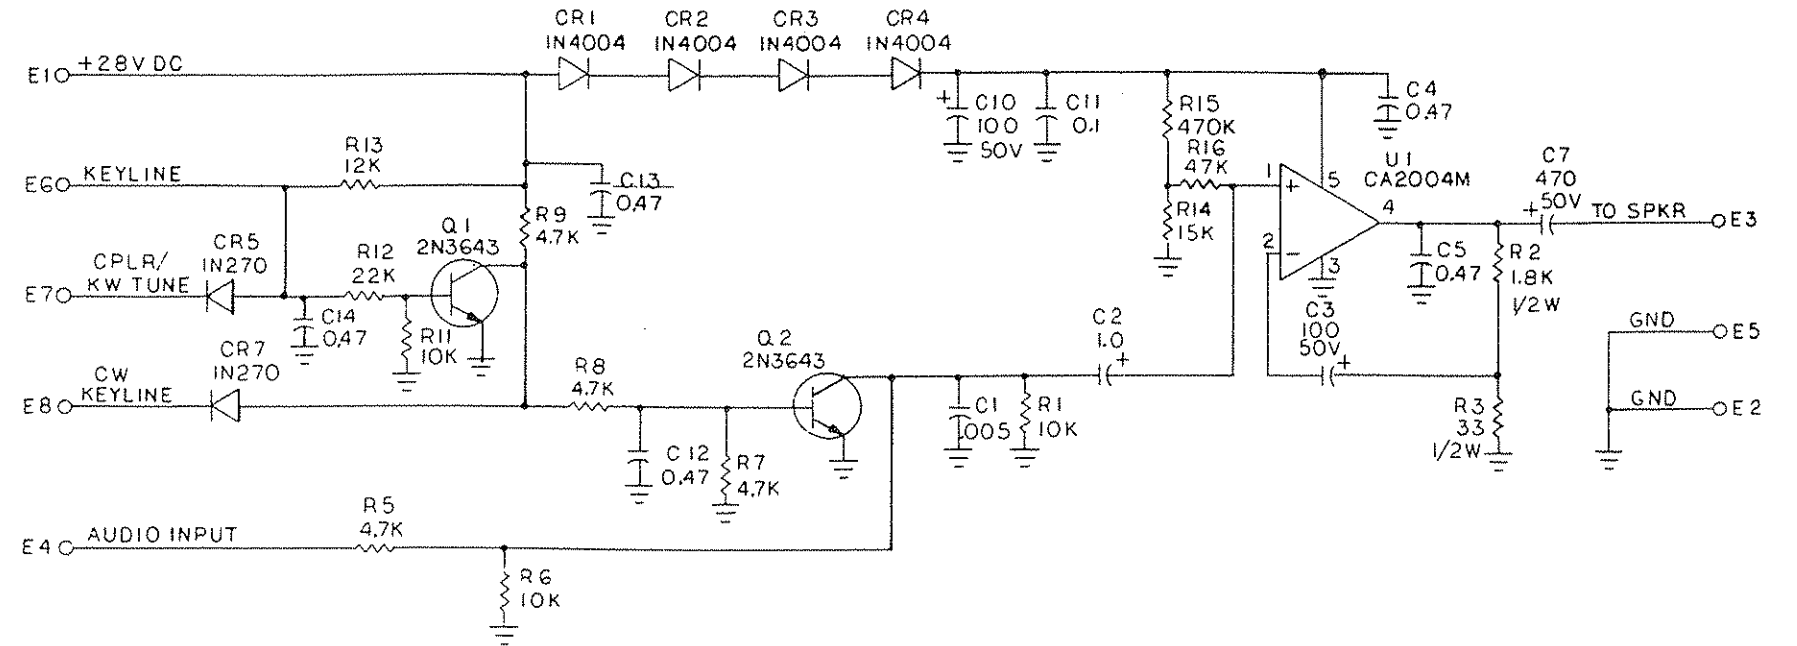 CR1
1N4004
CR2
1N4004
CR3
1N4004
CR4
1N4004
E1 +28V DC
+
C10
100
50V
C11
0.1
R15
470K
R16
47K
R14
15K
C4
0.47
R13
12K
E6 KEYLINE
C13
0.47
R9
4.7K
Q1
2N3643
CR5
1N270
R12
22K
CPLR/
KW TUNE
E7
C14
0.47
R11
10K
CR7
1N270
CW
KEYLINE
E8
R8
4.7K
Q2
2N3643
C12
0.47
R7
4.7K
C1
.005
R1
10K
C2
1.0
+
1
+
2
−
5
3
4
U1
CA2004M
C7
470
50V
+
TO SPKR E3
C5
0.47
R2
1.8K
1/2W
C3
100
50V
+
R3
33
1/2W
GND E5
GND E2
R5
4.7K
E4 AUDIO INPUT
R6
10K